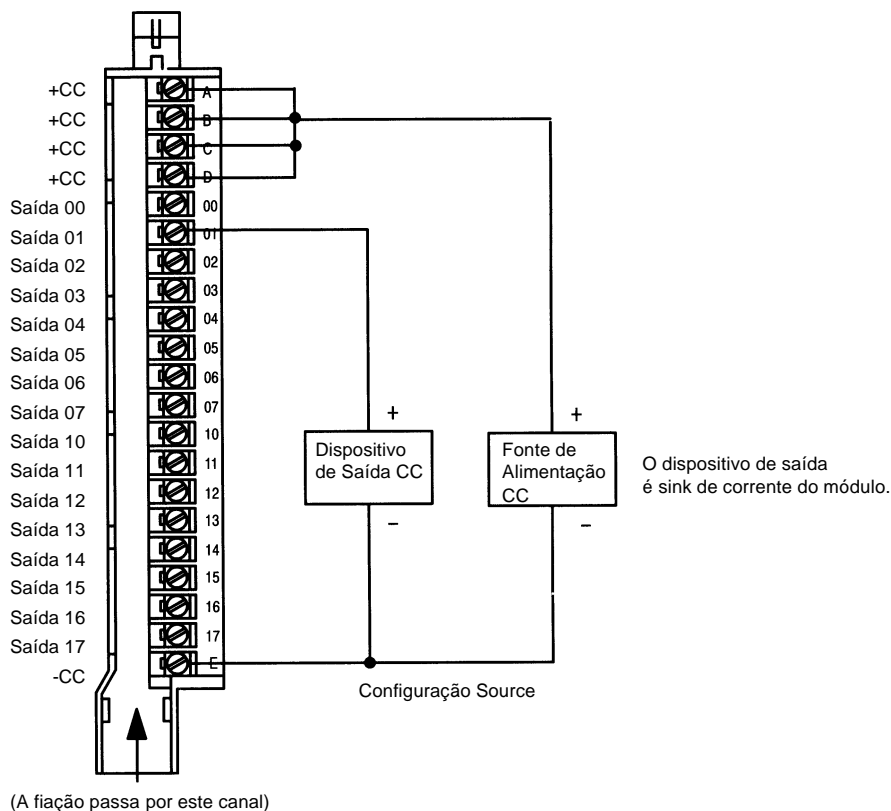 +CC A
+CC B
+CC C
+CC D
Saída 00 00
Saída 01 01
Saída 02 02
Saída 03 03
Saída 04 04
Saída 05 05
Saída 06 06
Saída 07 07
Saída 10 10
Saída 11 11
Saída 12 12
Saída 13 13
Saída 14 14
Saída 15 15
Saída 16 16
Saída 17 17
-CC E
+
Dispositivo
de Saída CC
–
+
Fonte de
Alimentação
CC
–
O dispositivo de saída
é sink de corrente do módulo.
Configuração Source
(A fiação passa por este canal)